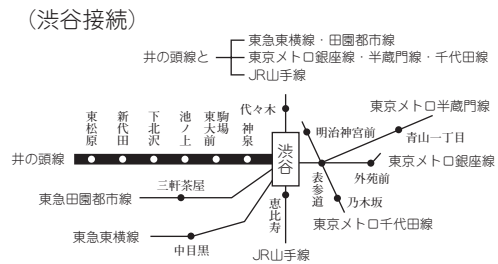 （渋谷接続）
井の頭線と
東急東横線・田園都市線
東京メトロ銀座線・半蔵門線・千代田線
JR山手線
代々木
東京メトロ半蔵門線
東松原
新代田
下北沢
池ノ上
駒場東大前
神泉
明治神宮前
青山一丁目
井の頭線
渋谷
東京メトロ銀座線
表参道
外苑前
三軒茶屋
東急田園都市線
恵比寿
乃木坂
東京メトロ千代田線
東急東横線
中目黒
JR山手線